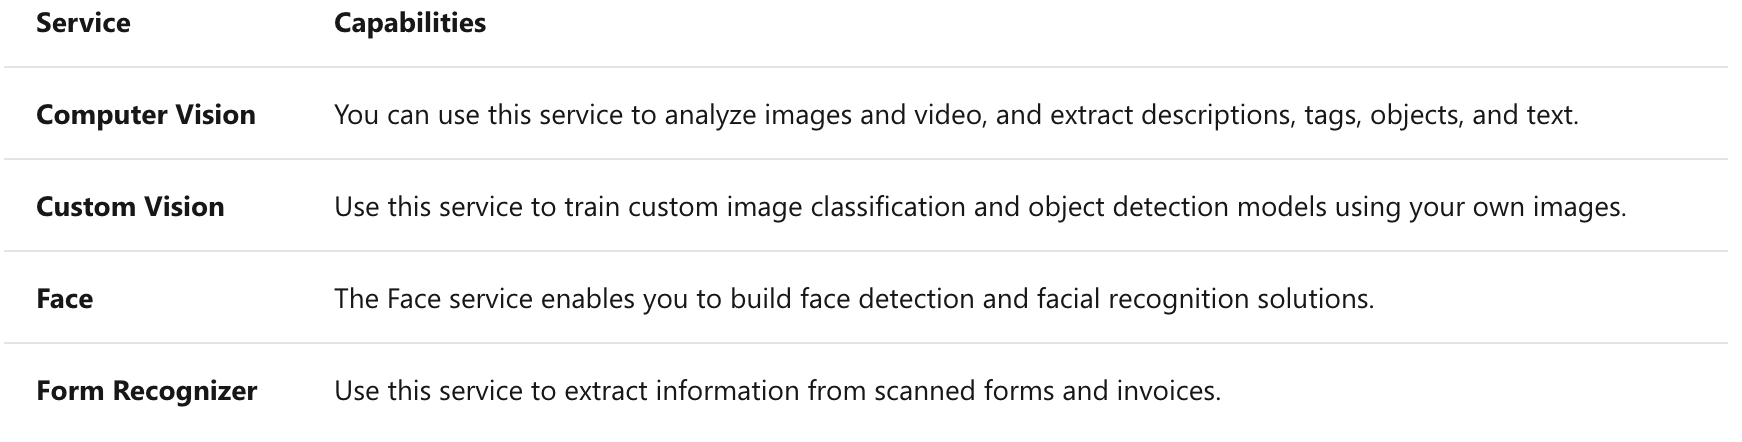 Service Capabilities
Computer Vision You can use this service to analyze images and video, and extract descriptions, tags, objects, and text.
Custom Vision Use this service to train custom image classification and object detection models using your own images.
Face The Face service enables you to build face detection and facial recognition solutions.
Form Recognizer Use this service to extract information from scanned forms and invoices.